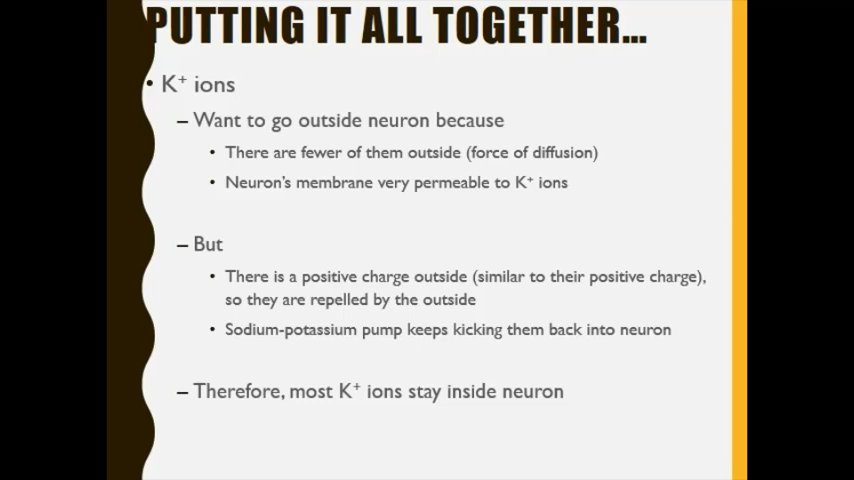 PUTTING IT ALL TOGETHER...
• K⁺ ions
– Want to go outside neuron because
• There are fewer of them outside (force of diffusion)
• Neuron's membrane very permeable to K⁺ ions
– But
• There is a positive charge outside (similar to their positive charge),
so they are repelled by the outside
• Sodium-potassium pump keeps kicking them back into neuron
– Therefore, most K⁺ ions stay inside neuron